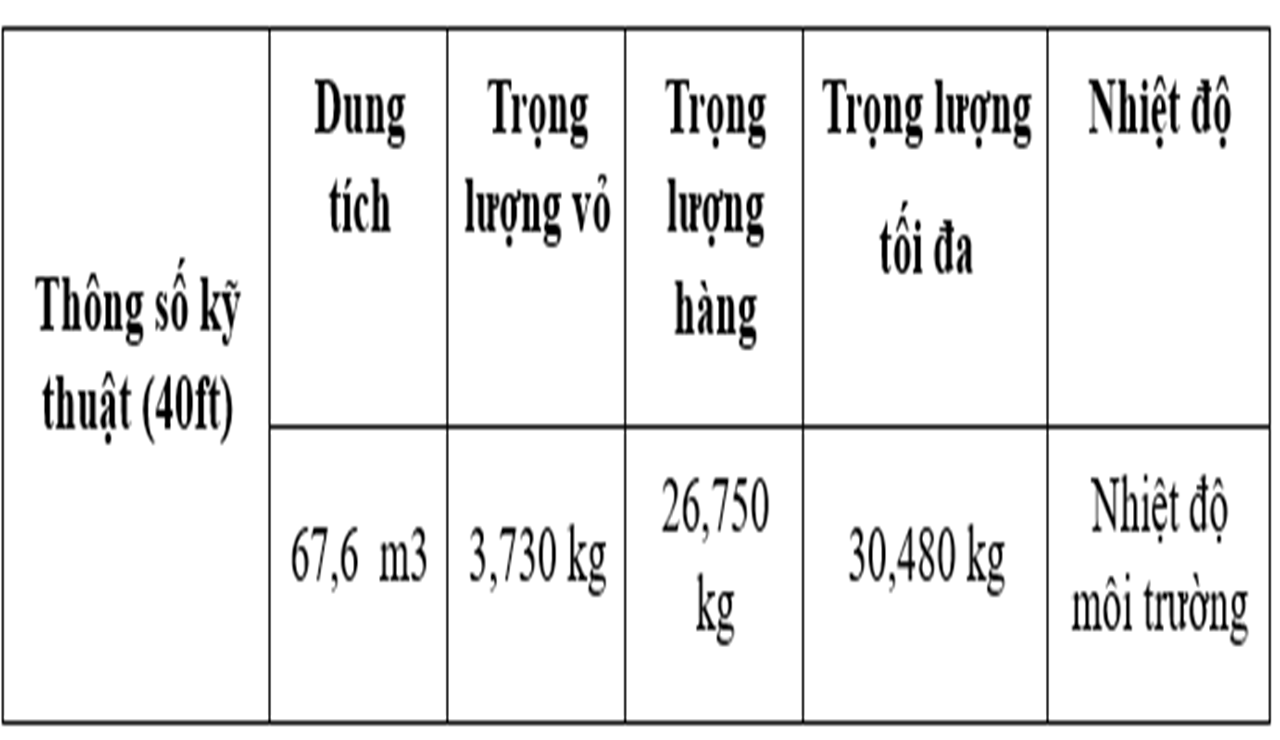 Thông số kỹ
thuật (40ft)
Dung
tích
Trọng
lượng vỏ
Trọng
lượng
hàng
Trọng lượng
tối đa
Nhiệt độ
67,6 m3
3,730 kg
26,750
kg
30,480 kg
Nhiệt độ
môi trường